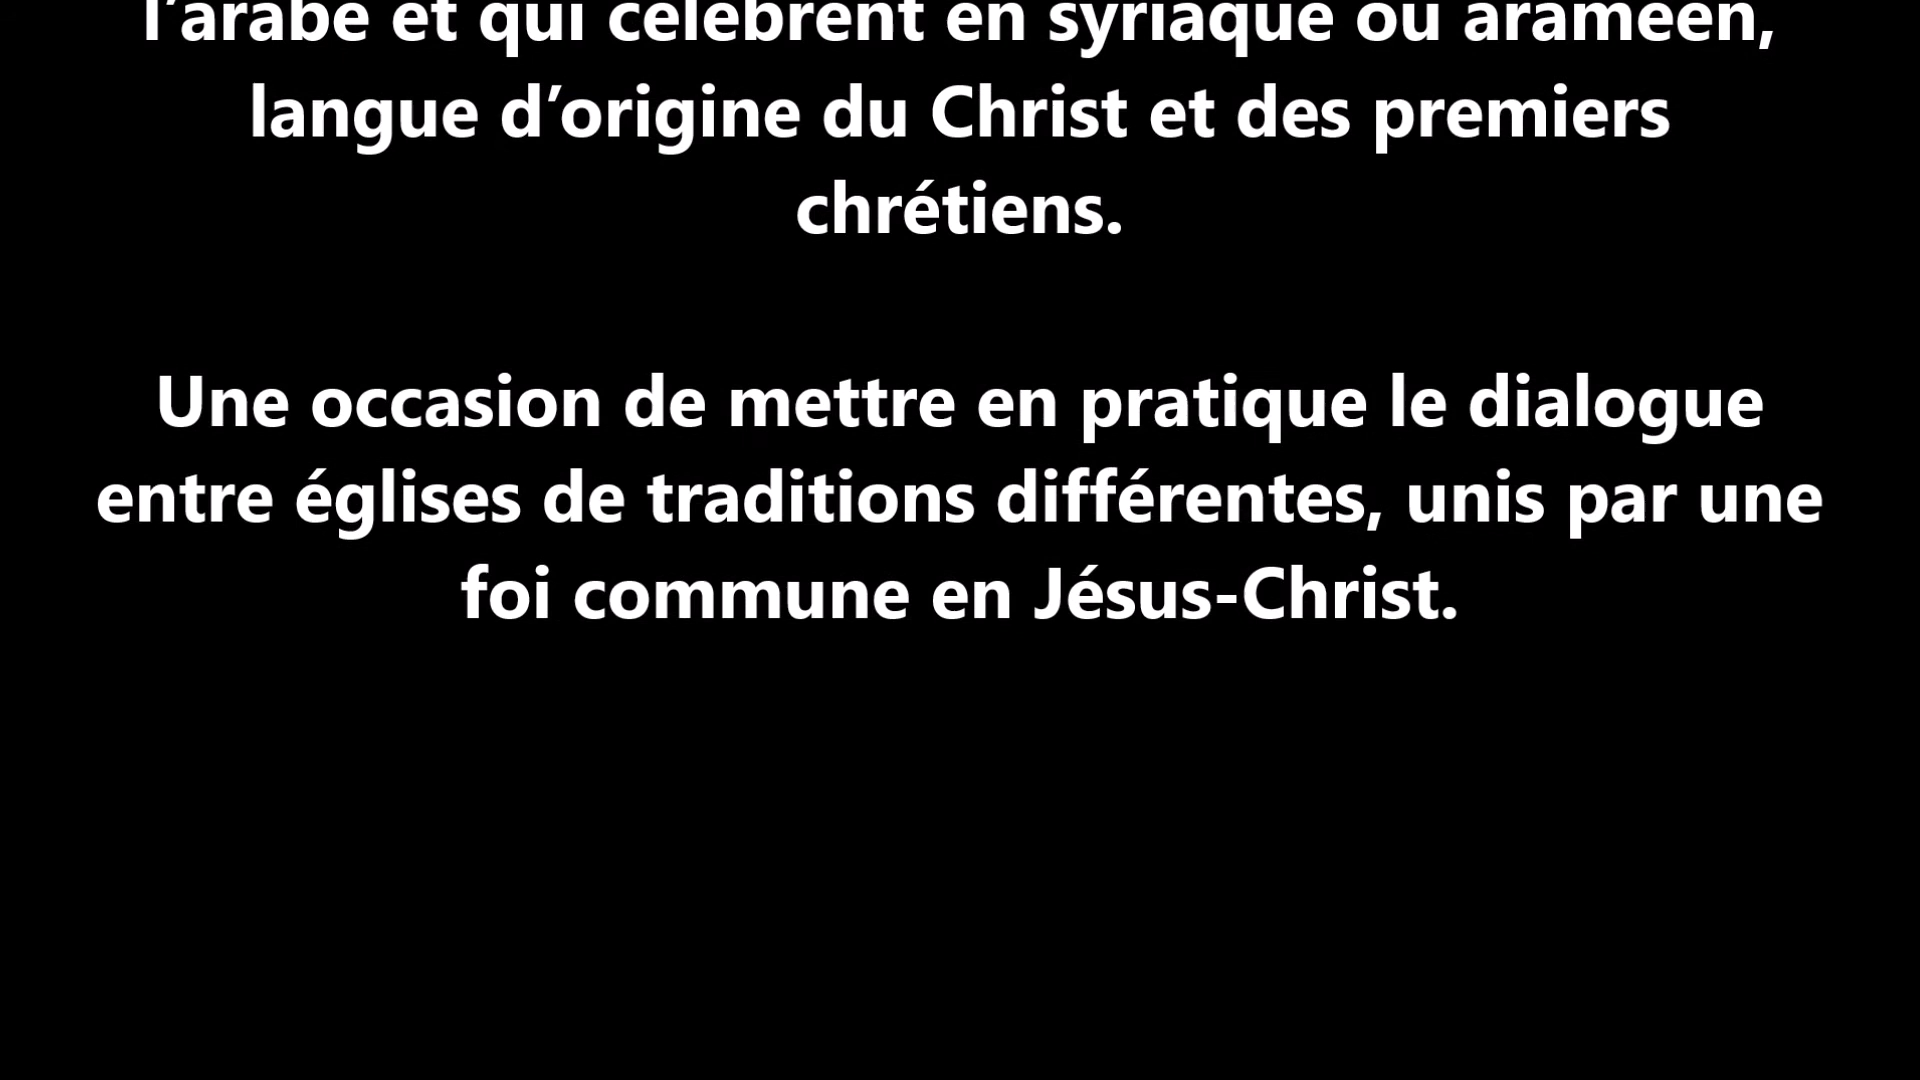 l’arabe et qui célèbrent en syriaque ou araméen,
langue d’origine du Christ et des premiers
chrétiens.
Une occasion de mettre en pratique le dialogue
entre églises de traditions différentes, unis par une
foi commune en Jésus-Christ.